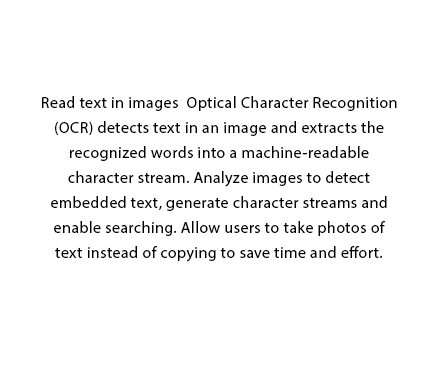 Read text in images  Optical Character Recognition
(OCR) detects text in an image and extracts the
recognized words into a machine-readable
character stream. Analyze images to detect
embedded text, generate character streams and
enable searching. Allow users to take photos of
text instead of copying to save time and effort.